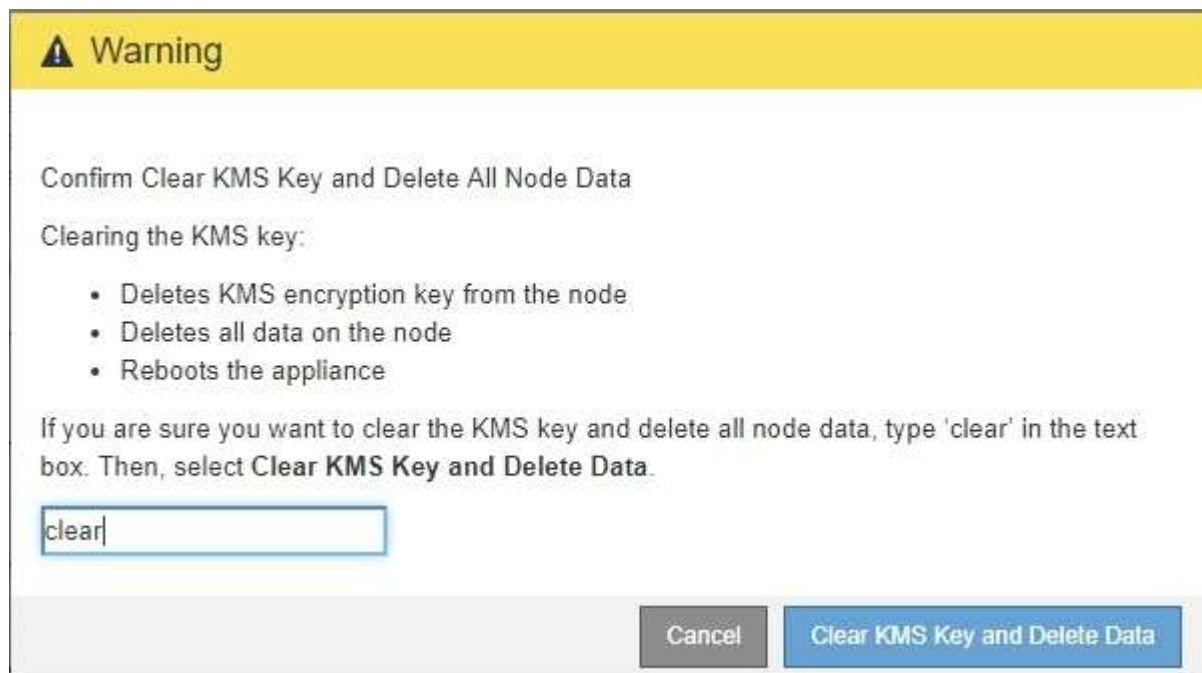 Warning
Confirm Clear KMS Key and Delete All Node Data
Clearing the KMS key:
• Deletes KMS encryption key from the node
• Deletes all data on the node
• Reboots the appliance
If you are sure you want to clear the KMS key and delete all node data, type ‘clear’ in the text
box. Then, select Clear KMS Key and Delete Data.
clear
Cancel
Clear KMS Key and Delete Data